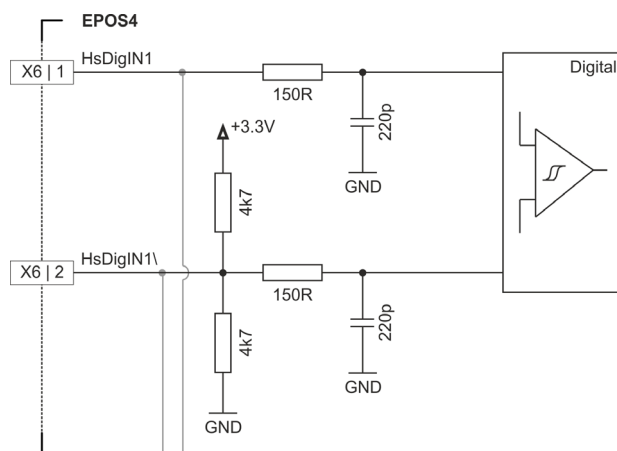 EPOS4
X6 | 1
HsDigIN1
Digital
150R
220p
+3.3V
GND
4k7
X6 | 2
HsDigIN1\
150R
4k7
220p
GND
GND